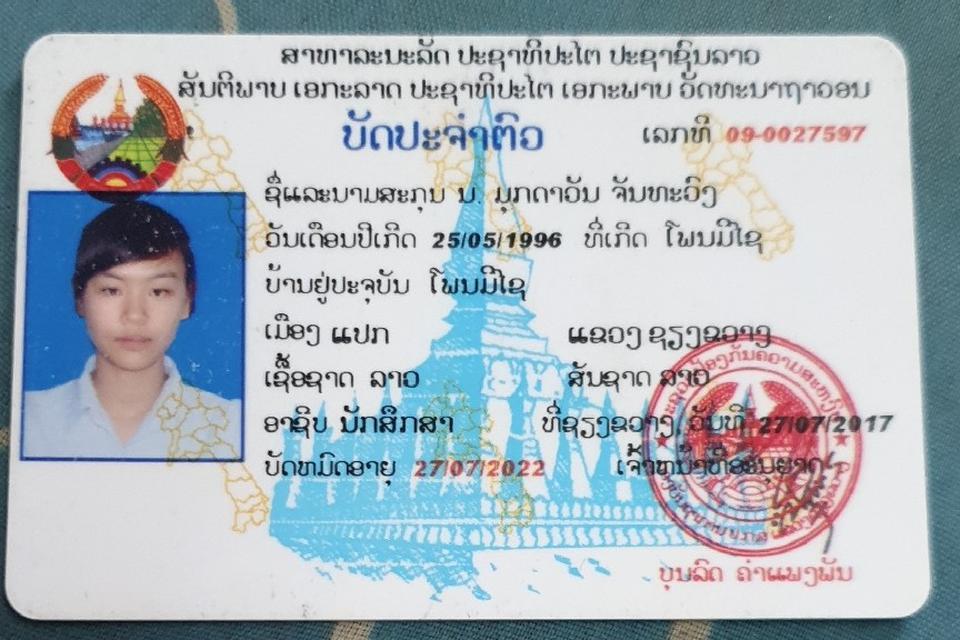 ສາທາລະນະລັດ ປະຊາທິປະໄຕ ປະຊາຊົນລາວ
ສັນຕິພາບ ເອກະລາດ ປະຊາທິປະໄຕ ເອກະພາບ ວັດທະນາຖາວອນ
ບັດປະຈຳຕົວ ເລກທີ 09-0027597
ຊື່ແລະນາມສະກຸນ ນ. ມຸກດາວັນ ຈັນທະວົງ
ວັນເດືອນປີເກີດ 25/05/1996 ທີ່ເກີດ ໂພນມີໄຊ
ບ້ານຢູ່ປະຈຸບັນ ໂພນມີໄຊ
ເມືອງ ແປກ ແຂວງ ຊຽງຂວາງ
ເຊື້ອຊາດ ລາວ ສັນຊາດ ລາວ
ອາຊີບ ນັກສຶກສາ ທີ່ຊຽງຂວາງ, ວັນທີ 27/07/2017
ບັດຫມົດອາຍຸ 27/07/2022 ເຈົ້າຫນ້າທີ່ອະນຸຍາດ
ບຸນລົດ ຄຳແພງພັນ